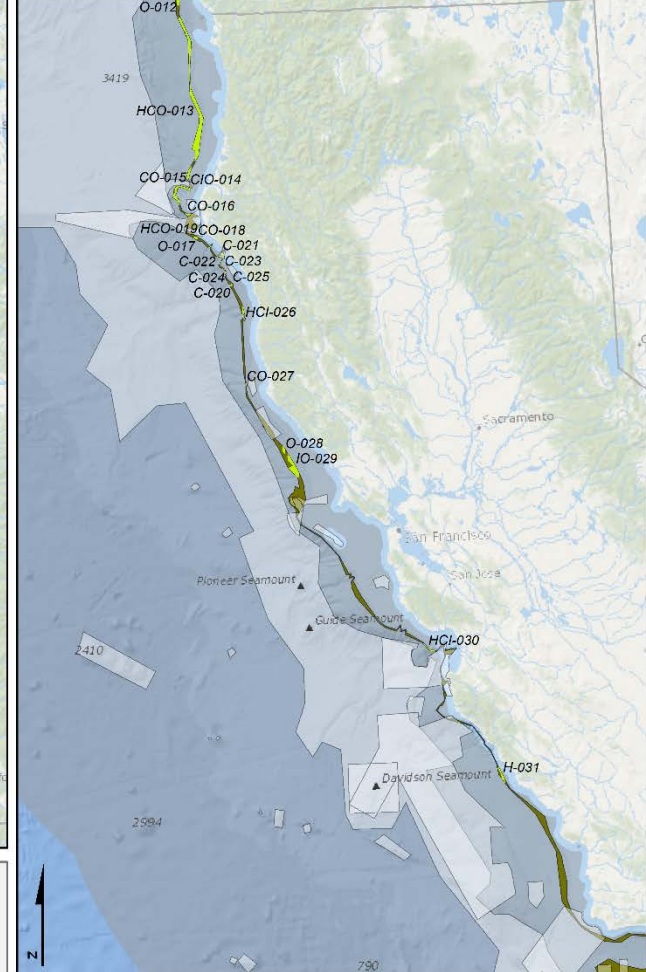 O-012
3419
HCO-013
CO-015 CIO-014
CO-016
HCO-019 CO-018
O-017 C-021
C-022 C-023
C-024 C-025
C-020
HCI-026
CO-027
Sacramento
O-028
IO-029
San Francisco
San Jose
Pioneer Seamount
Guide Seamount
2410
HCI-030
H-031
Davidson Seamount
2994
N
790